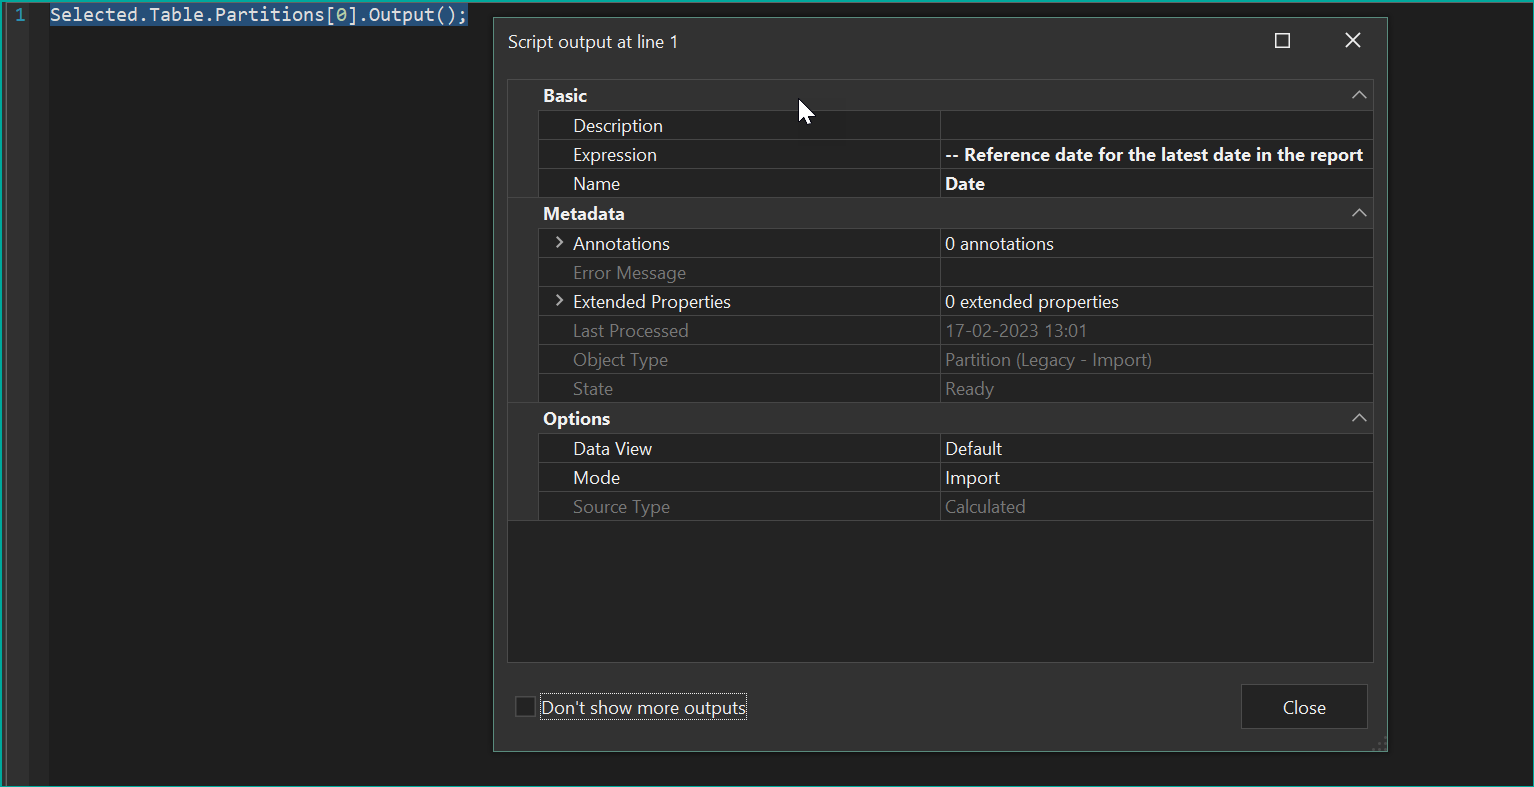 1 Selected.Table.Partitions[0].Output();
Script output at line 1
Basic
Description
Expression -- Reference date for the latest date in the report
Name Date
Metadata
Annotations 0 annotations
Error Message
Extended Properties 0 extended properties
Last Processed 17-02-2023 13:01
Object Type Partition (Legacy - Import)
State Ready
Options
Data View Default
Mode Import
Source Type Calculated
Don't show more outputs
Close